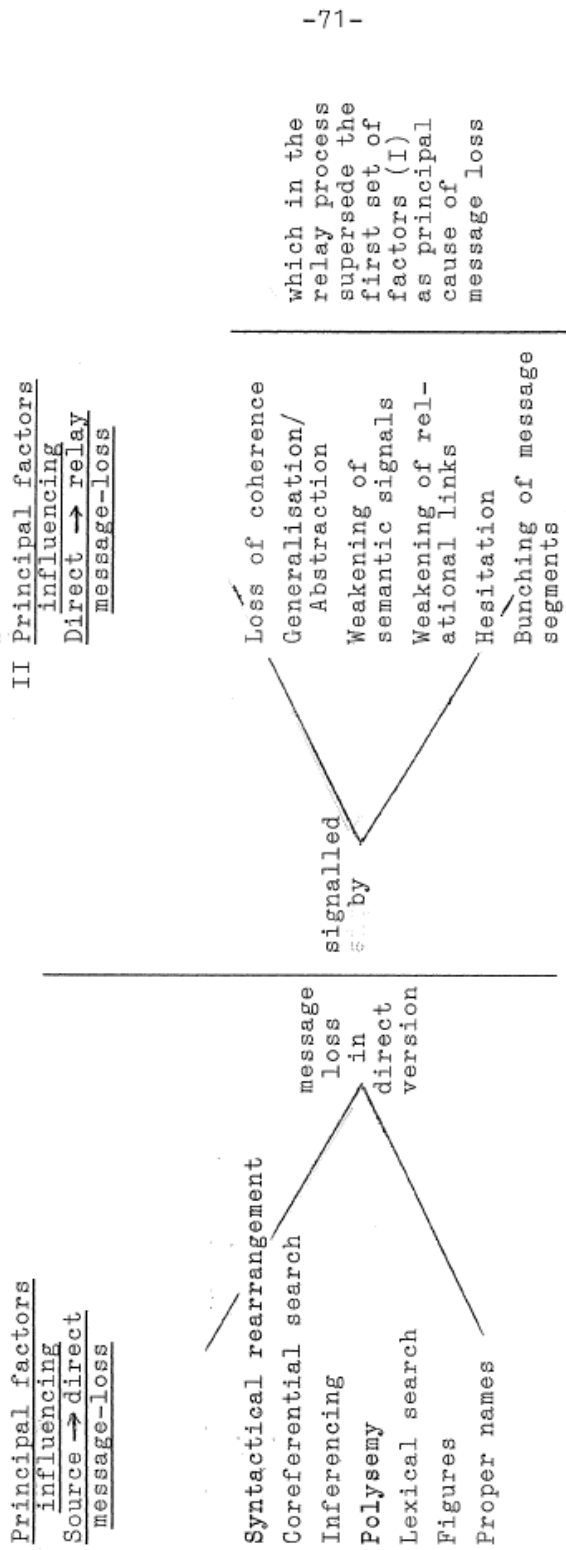 -71-
Principal factors
influencing
Source → direct
message-loss
Syntactical rearrangement
Coreferential search
Inferencing
Polysemy
Lexical search
Figures
Proper names
message
loss
in
direct
version
II Principal factors
influencing
Direct → relay
message-loss
signalled
by
Loss of coherence
Generalisation/
Abstraction
Weakening of
semantic signals
Weakening of rel-
ational links
Hesitation
Bunching of message
segments
which in the
relay process
supersede the
first set of
factors (I)
as principal
cause of
message loss